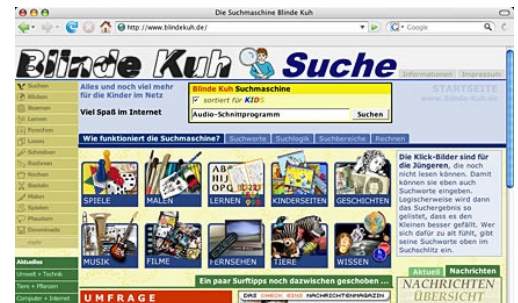 Die Suchmaschine Blinde Kuh
http://www.blindekuh.de/
Google
Blinde Kuh Suche
Informationen Impressum
Suchen
Klicken
Lernen
Forschen
Lesen
Schreiben
Rechnen
Kochen
Basteln
Malen
Spielen
Plaudern
Downloads
mehr
Aktuelles
Umwelt + Technik
Tiere + Pflanzen
Computer + Internet
Alles und noch viel mehr
für die Kinder im Netz
Viel Spaß im Internet
Blinde Kuh Suchmaschine
sortiert für KIDS
Audio-Schnittprogramm
Suchen
STARTSEITE
www.blinde-kuh.de
Wie funktioniert die Suchmaschine? Suchworte Suchlogik Suchbereiche Rechnen
SPIELE MALEN LERNEN KINDERSEITEN GESCHICHTEN
MUSIK FILME FERNSEHEN TIERE WISSEN
Die Klick-Bilder sind für
die Jüngeren, die noch
nicht lesen können. Damit
können sie eben auch
Suchworte eingeben.
Logischerweise wird dann
das Suchergebnis so
gelistet, dass es den
Kleinen besser gefällt. Wer
sich dafür zu alt fühlt, gibt
seine Suchworte oben im
Suchschlitz ein.
Ein paar Surftipps noch dazwischen geschoben ...
Aktuell Nachrichten
NACHRICHTEN
ÜBERSICHT
UMFRAGE
DAS CHECK EINS NACHRICHTENMAGAZIN